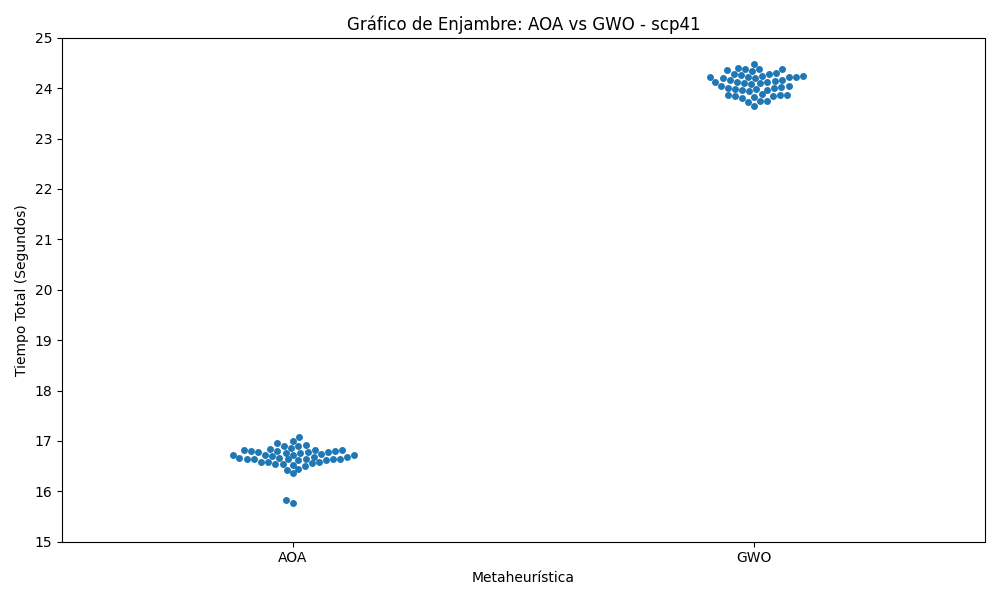 Gráfico de Enjambre: AOA vs GWO - scp41
Tiempo Total (Segundos)
25
24
23
22
21
20
19
18
17
16
15
AOA GWO
Metaheurística